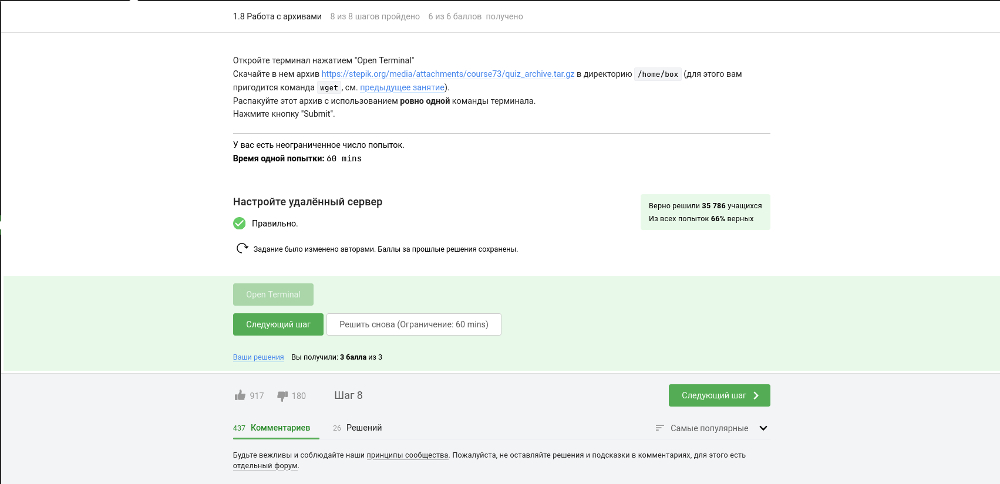 1.8 Работа с архивами 8 из 8 шагов пройдено 6 из 6 баллов получено
Откройте терминал нажатием "Open Terminal"
Скачайте в нем архив https://stepik.org/media/attachments/course73/quiz_archive.tar.gz в директорию /home/box (для этого вам
пригодится команда wget, см. предыдущее занятие).
Распакуйте этот архив с использованием ровно одной команды терминала.
Нажмите кнопку "Submit".
У вас есть неограниченное число попыток.
Время одной попытки: 60 mins
Настройте удалённый сервер
Верно решили 35 786 учащихся
Из всех попыток 66% верных
Правильно.
Задание было изменено авторами. Баллы за прошлые решения сохранены.
Open Terminal
Следующий шаг Решить снова (Ограничение: 60 mins)
Ваши решения Вы получили: 3 балла из 3
917 180 Шаг 8 Следующий шаг
437 Комментариев 26 Решений Самые популярные
Будьте вежливы и соблюдайте наши принципы сообщества. Пожалуйста, не оставляйте решения и подсказки в комментариях, для этого есть
отдельный форум.